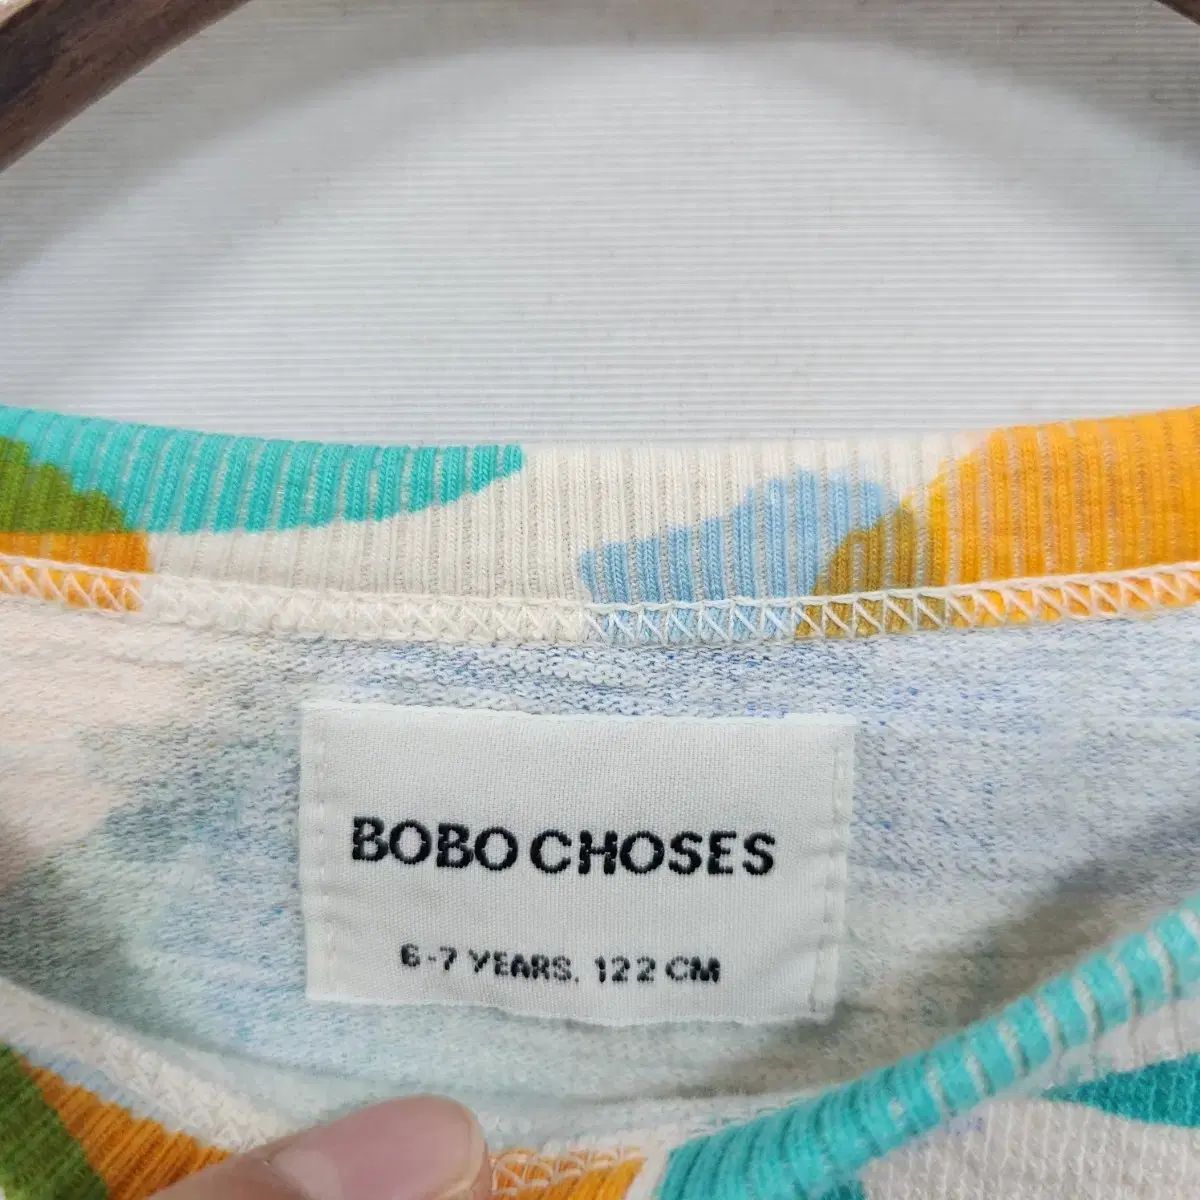 BOBO CHOSES
6-7 YEARS. 122 CM